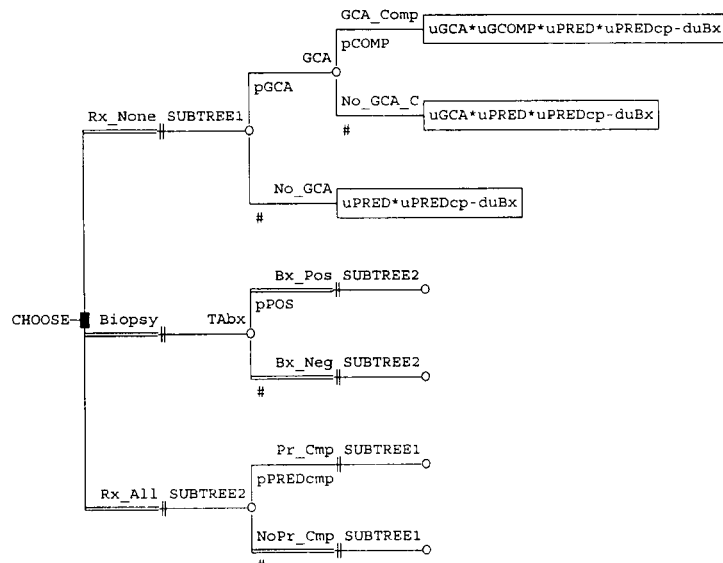 GCA_Comp
uGCA*uGCOMP*uPRED*uPREDcp-duBx
GCA
pCOMP
pGCA
No_GCA_C
uGCA*uPRED*uPREDcp-duBx
#
Rx_None SUBTREE1
No_GCA
uPRED*uPREDcp-duBx
#
Bx_Pos SUBTREE2
pPOS
CHOOSE Biopsy TAbx
Bx_Neg SUBTREE2
#
Pr_Cmp SUBTREE1
pPREDcmp
Rx_All SUBTREE2
NoPr_Cmp SUBTREE1
#